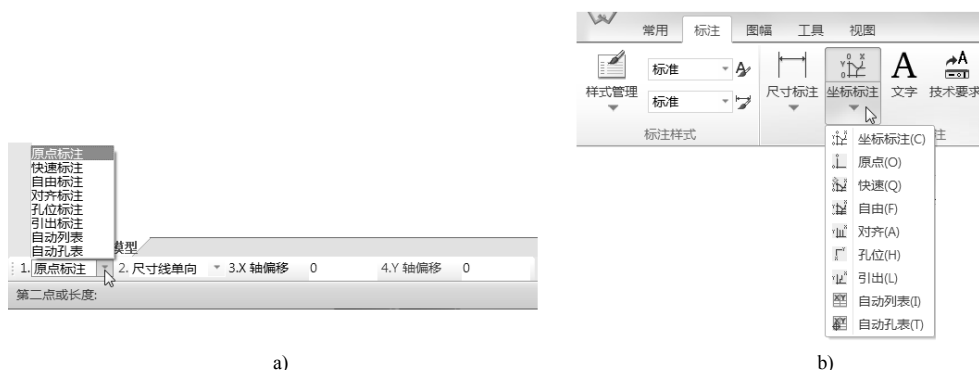 原点标注
快速标注
自由标注
对齐标注
孔位标注
引出标注
自动列表
自动孔表
模型
1. 原点标注 2. 尺寸线单向 3.X 轴偏移 0 4.Y 轴偏移 0
第二点或长度:
a)
常用 标注 图幅 工具 视图
标准
标准
样式管理 尺寸标注 坐标标注 文字 技术要求
标注样式 注
坐标标注(C)
原点(O)
快速(Q)
自由(F)
对齐(A)
孔位(H)
引出(L)
自动列表(I)
自动孔表(T)
b)